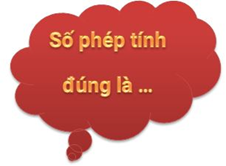 Số phép tính
đúng là ...